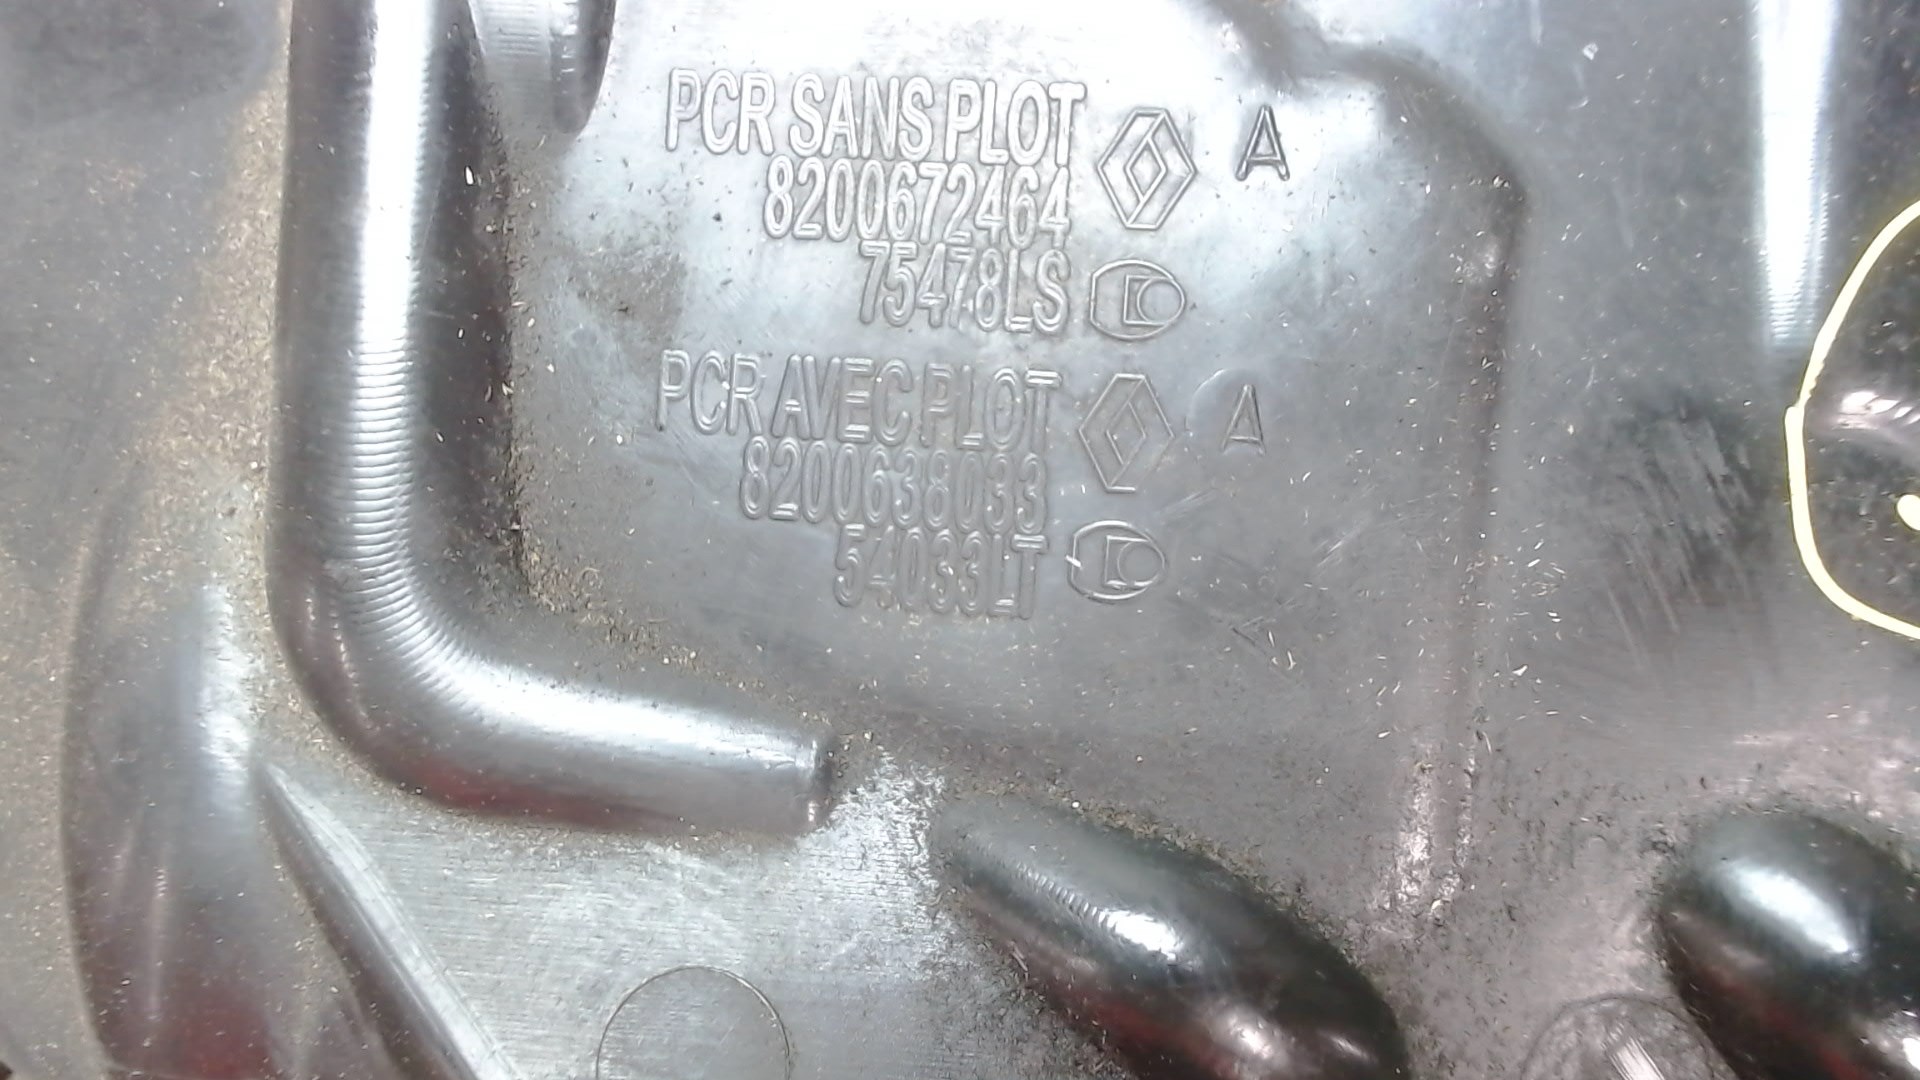 PCR SANS PLOT A
8200672464
75478LS
PCR AVEC PLOT A
8200638033
54033LT